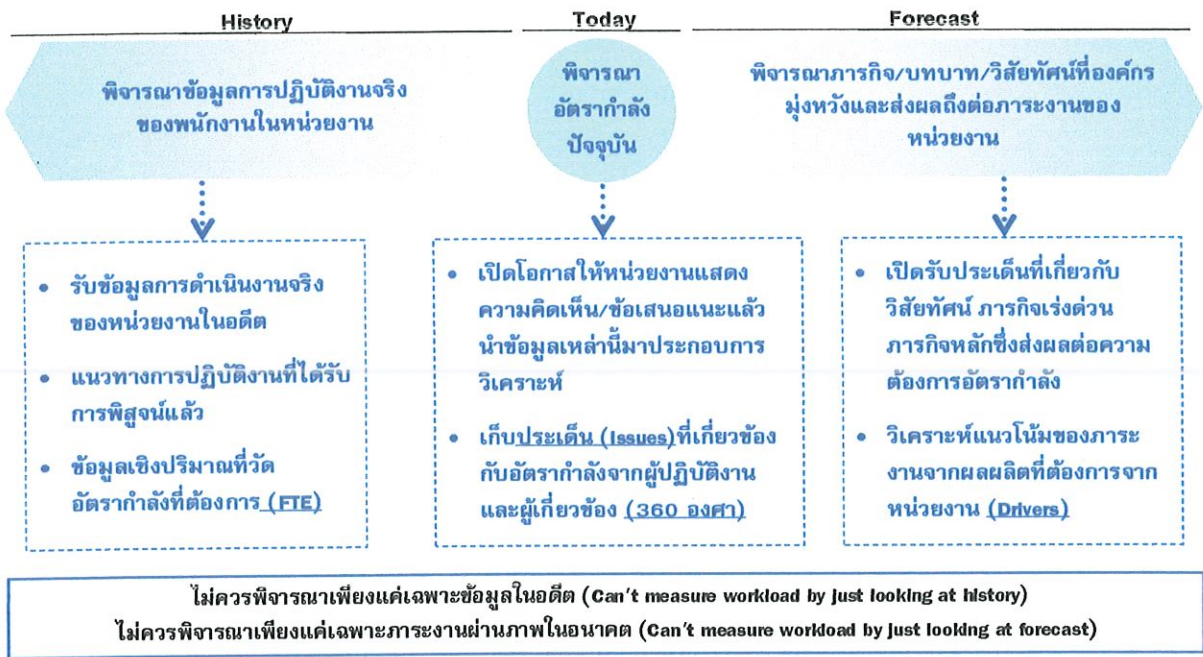 History
Today
Forecast
พิจารณาข้อมูลการปฏิบัติงานจริง
ของพนักงานในหน่วยงาน
พิจารณา
อัตรากำลัง
ปัจจุบัน
พิจารณาภารกิจ/บทบาท/วิสัยทัศน์ที่องค์กร
มุ่งหวังและส่งผลถึงต่อภาระงานของ
หน่วยงาน
• รับข้อมูลการดำเนินงานจริง
ของหน่วยงานในอดีต
• แนวทางการปฏิบัติงานที่ได้รับ
การพิสูจน์แล้ว
• ข้อมูลเชิงปริมาณที่วัด
อัตรากำลังที่ต้องการ (FTE)
• เปิดโอกาสให้หน่วยงานแสดง
ความคิดเห็น/ข้อเสนอแนะแล้ว
นำข้อมูลเหล่านี้มาประกอบการ
วิเคราะห์
• เก็บประเด็น (Issues)ที่เกี่ยวข้อง
กับอัตรากำลังจากผู้ปฏิบัติงาน
และผู้เกี่ยวข้อง (360 องศา)
• เปิดรับประเด็นที่เกี่ยวกับ
วิสัยทัศน์ ภารกิจเร่งด่วน
ภารกิจหลักซึ่งส่งผลต่อความ
ต้องการอัตรากำลัง
• วิเคราะห์แนวโน้มของภาระ
งานจากผลผลิตที่ต้องการจาก
หน่วยงาน (Drivers)
ไม่ควรพิจารณาเพียงแค่เฉพาะข้อมูลในอดีต (Can't measure workload by just looking at history)
ไม่ควรพิจารณาเพียงแค่เฉพาะภาระงานผ่านภาพในอนาคต (Can't measure workload by just looking at forecast)